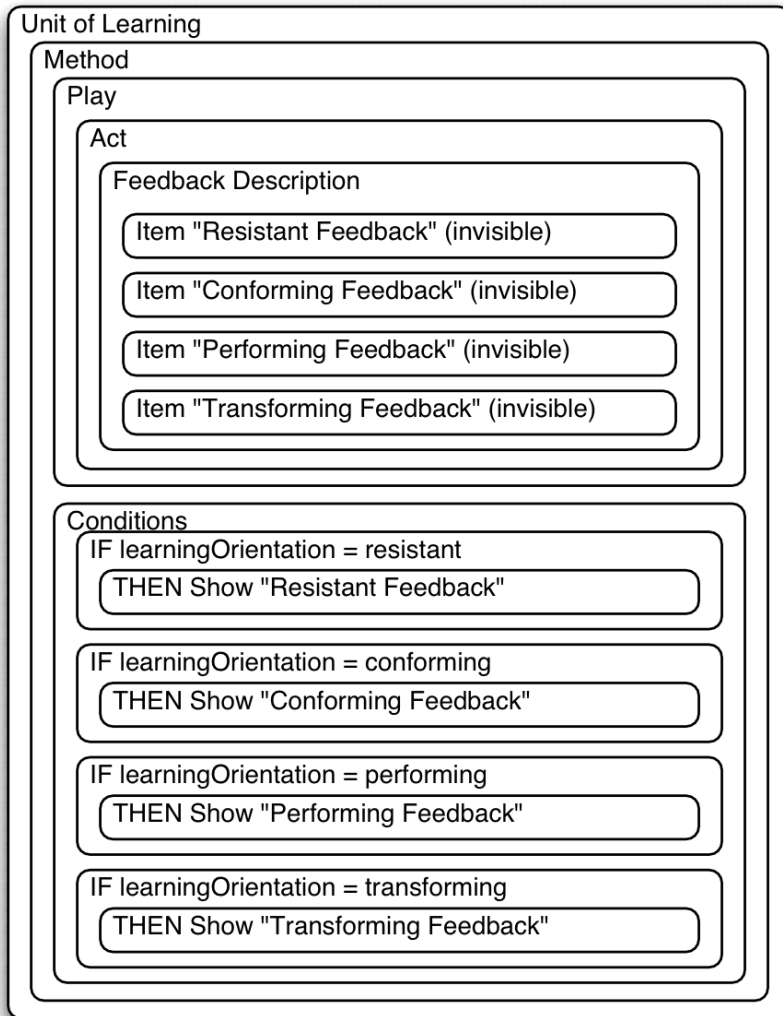 Unit of Learning
Method
Play
Act
Feedback Description
Item "Resistant Feedback" (invisible)
Item "Conforming Feedback" (invisible)
Item "Performing Feedback" (invisible)
Item "Transforming Feedback" (invisible)
Conditions
IF learningOrientation = resistant
THEN Show "Resistant Feedback"
IF learningOrientation = conforming
THEN Show "Conforming Feedback"
IF learningOrientation = performing
THEN Show "Performing Feedback"
IF learningOrientation = transforming
THEN Show "Transforming Feedback"